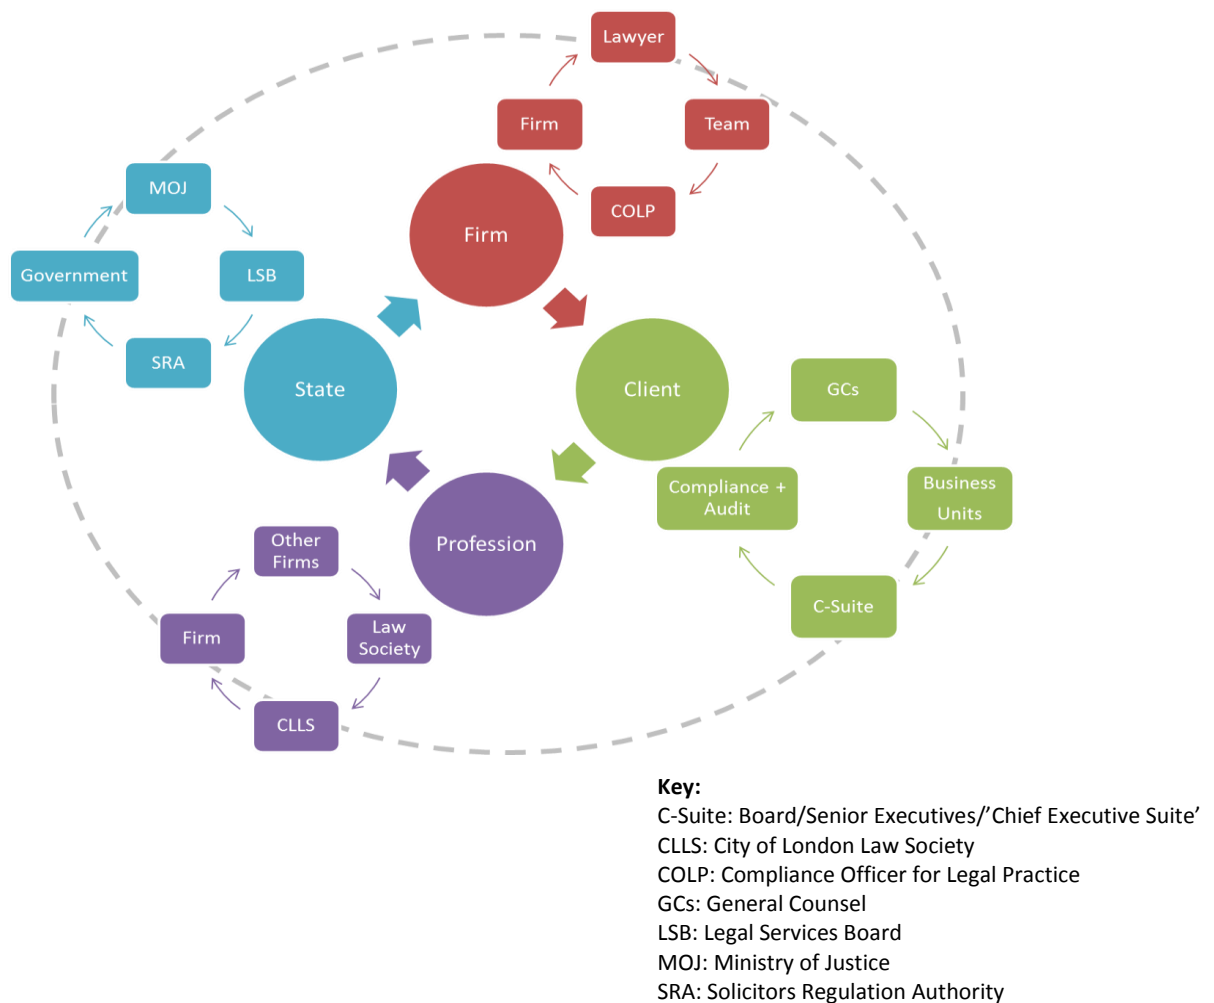 Lawyer
Firm
Team
COLP
Firm
MOJ
Government
LSB
SRA
State
Client
GCs
Compliance +
Audit
Business
Units
C-Suite
Profession
Other
Firms
Firm
Law
Society
CLLS
Key:
C-Suite: Board/Senior Executives/’Chief Executive Suite’
CLLS: City of London Law Society
COLP: Compliance Officer for Legal Practice
GCs: General Counsel
LSB: Legal Services Board
MOJ: Ministry of Justice
SRA: Solicitors Regulation Authority